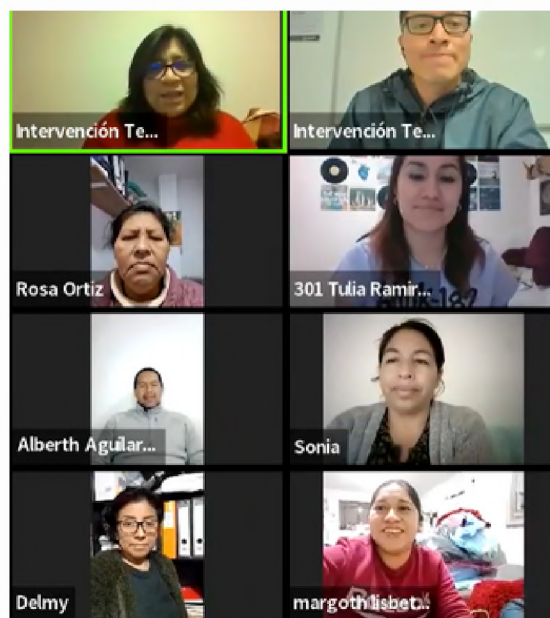 Intervención Te...
Intervención Te...
Rosa Ortiz
301 Tulia Ramir...
Alberth Aguilar...
Sonia
Delmy
margoth lisbet...